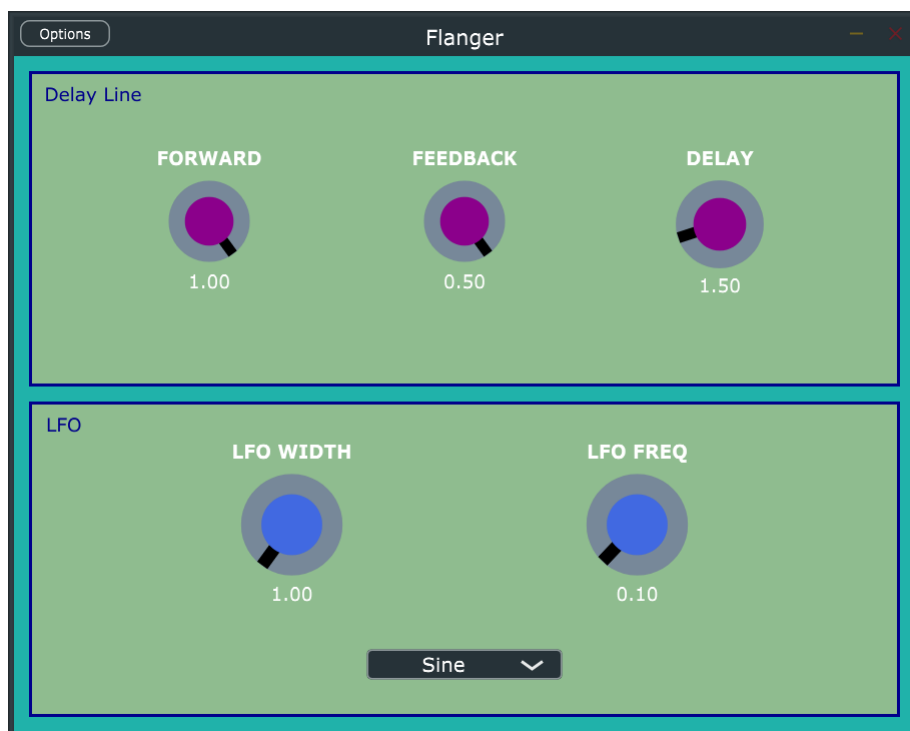 Options
Flanger
Delay Line
FORWARD
FEEDBACK
DELAY
1.00
0.50
1.50
LFO
LFO WIDTH
LFO FREQ
1.00
0.10
Sine